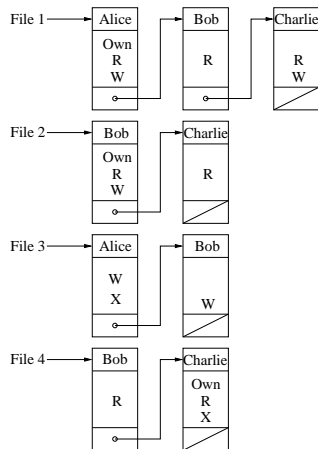 File 1
Alice
Bob
Charlie
Own
R
W
R
R
W
File 2
Bob
Charlie
Own
R
W
R
File 3
Alice
Bob
W
X
W
File 4
Bob
Charlie
R
Own
R
X